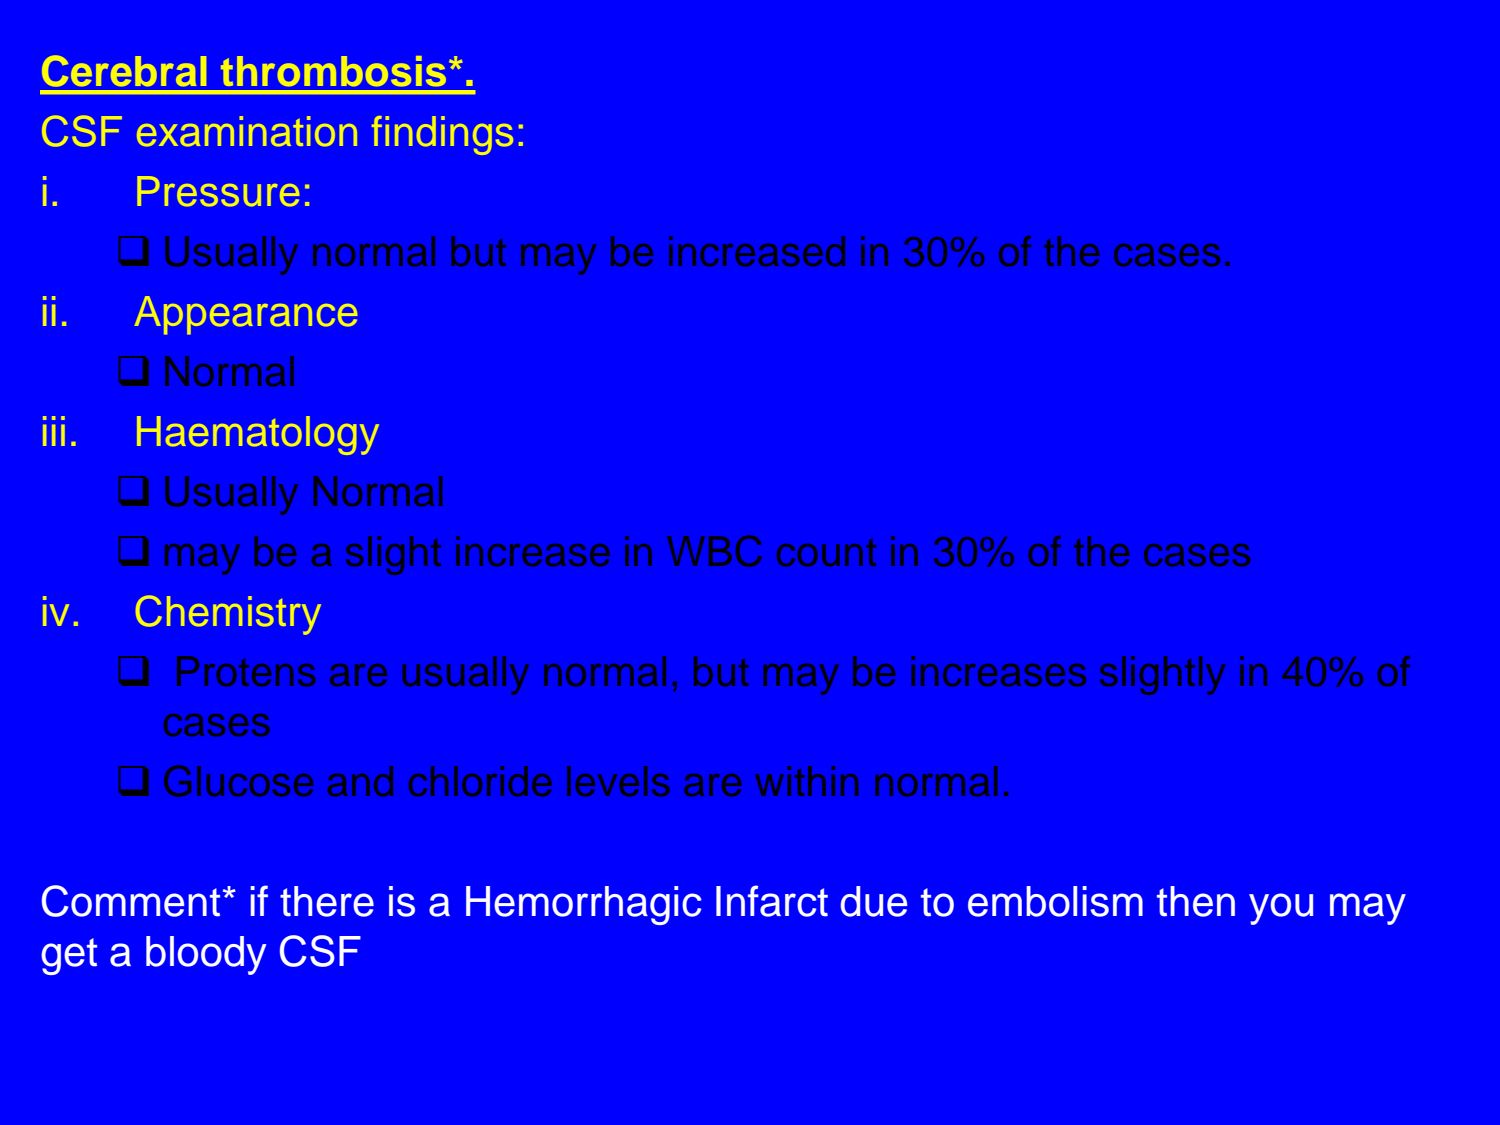 Cerebral thrombosis*.
CSF examination findings:
i. Pressure:
❑ Usually normal but may be increased in 30% of the cases.
ii. Appearance
❑ Normal
iii. Haematology
❑ Usually Normal
❑ may be a slight increase in WBC count in 30% of the cases
iv. Chemistry
❑ Protens are usually normal, but may be increases slightly in 40% of
cases
❑ Glucose and chloride levels are within normal.
Comment* if there is a Hemorrhagic Infarct due to embolism then you may
get a bloody CSF